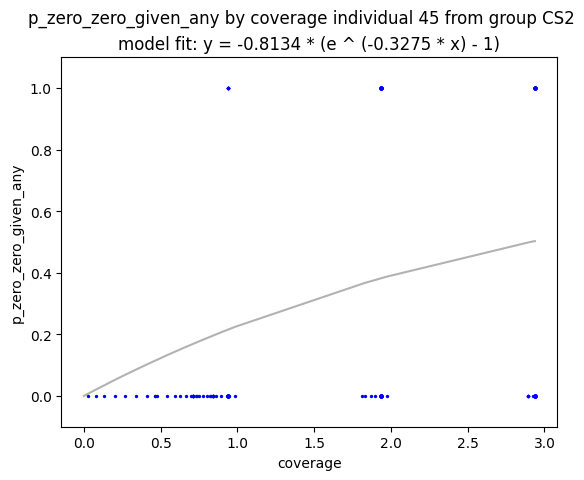 p_zero_zero_given_any by coverage individual 45 from group CS2
model fit: y = -0.8134 * (e ^ (-0.3275 * x) - 1)
1.0
0.8
0.6
0.4
0.2
0.0
p_zero_zero_given_any
0.0 0.5 1.0 1.5 2.0 2.5 3.0
coverage